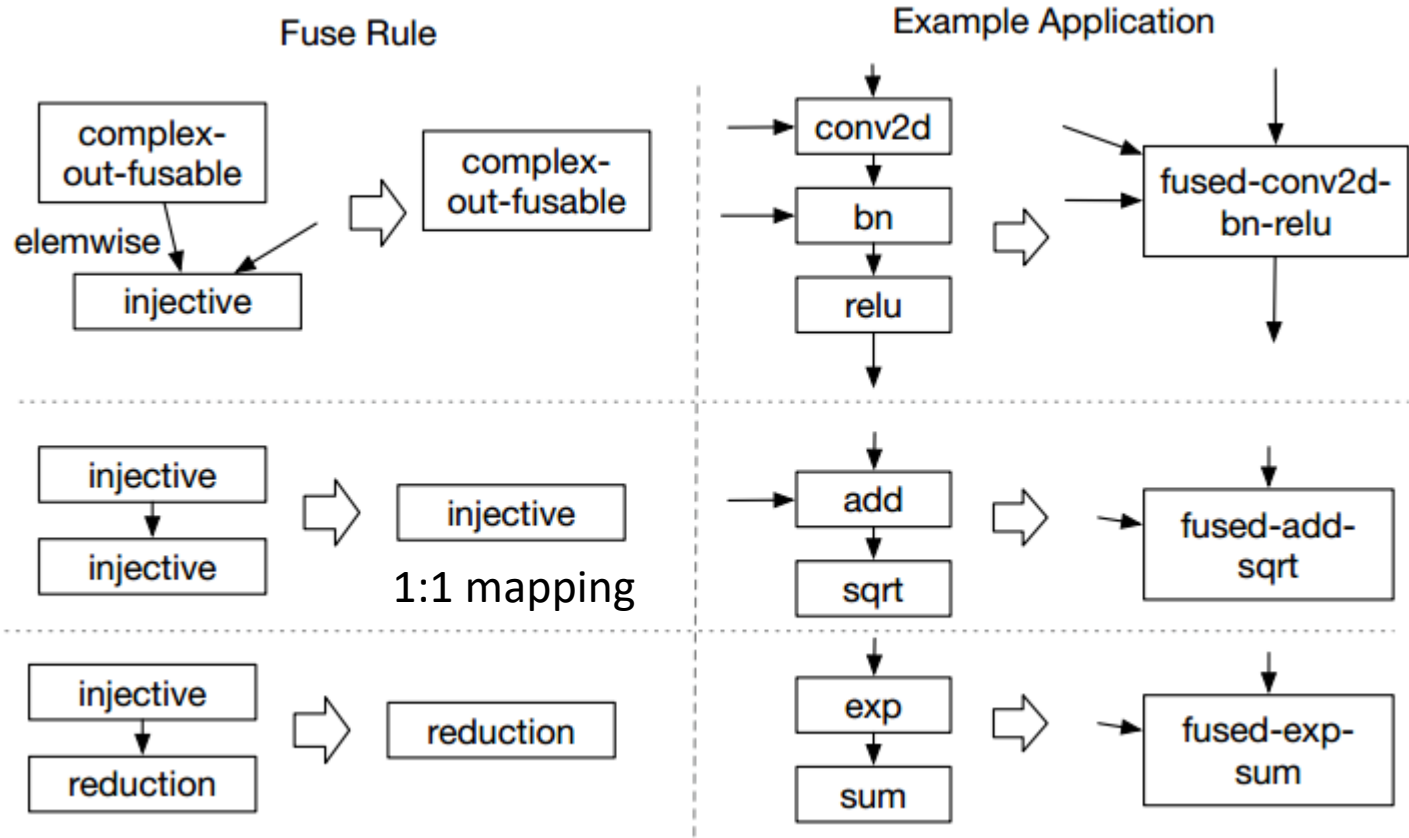 Fuse Rule
Example Application
complex-
out-fusable
elemwise
injective
complex-
out-fusable
conv2d
bn
relu
fused-conv2d-
bn-relu
injective
injective
injective
1:1 mapping
add
sqrt
fused-add-
sqrt
injective
reduction
reduction
exp
sum
fused-exp-
sum